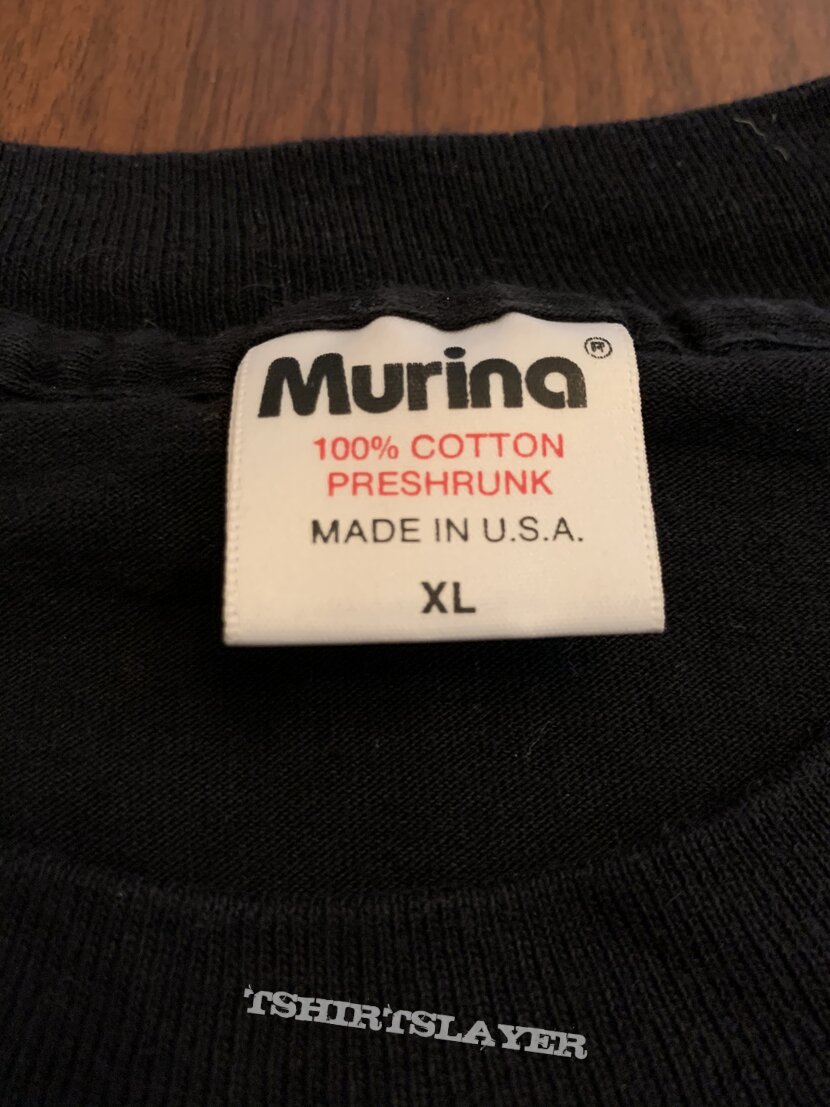 Murina®
100% COTTON
PRESHRUNK
MADE IN U.S.A.
XL
TSHIRTSLAYER